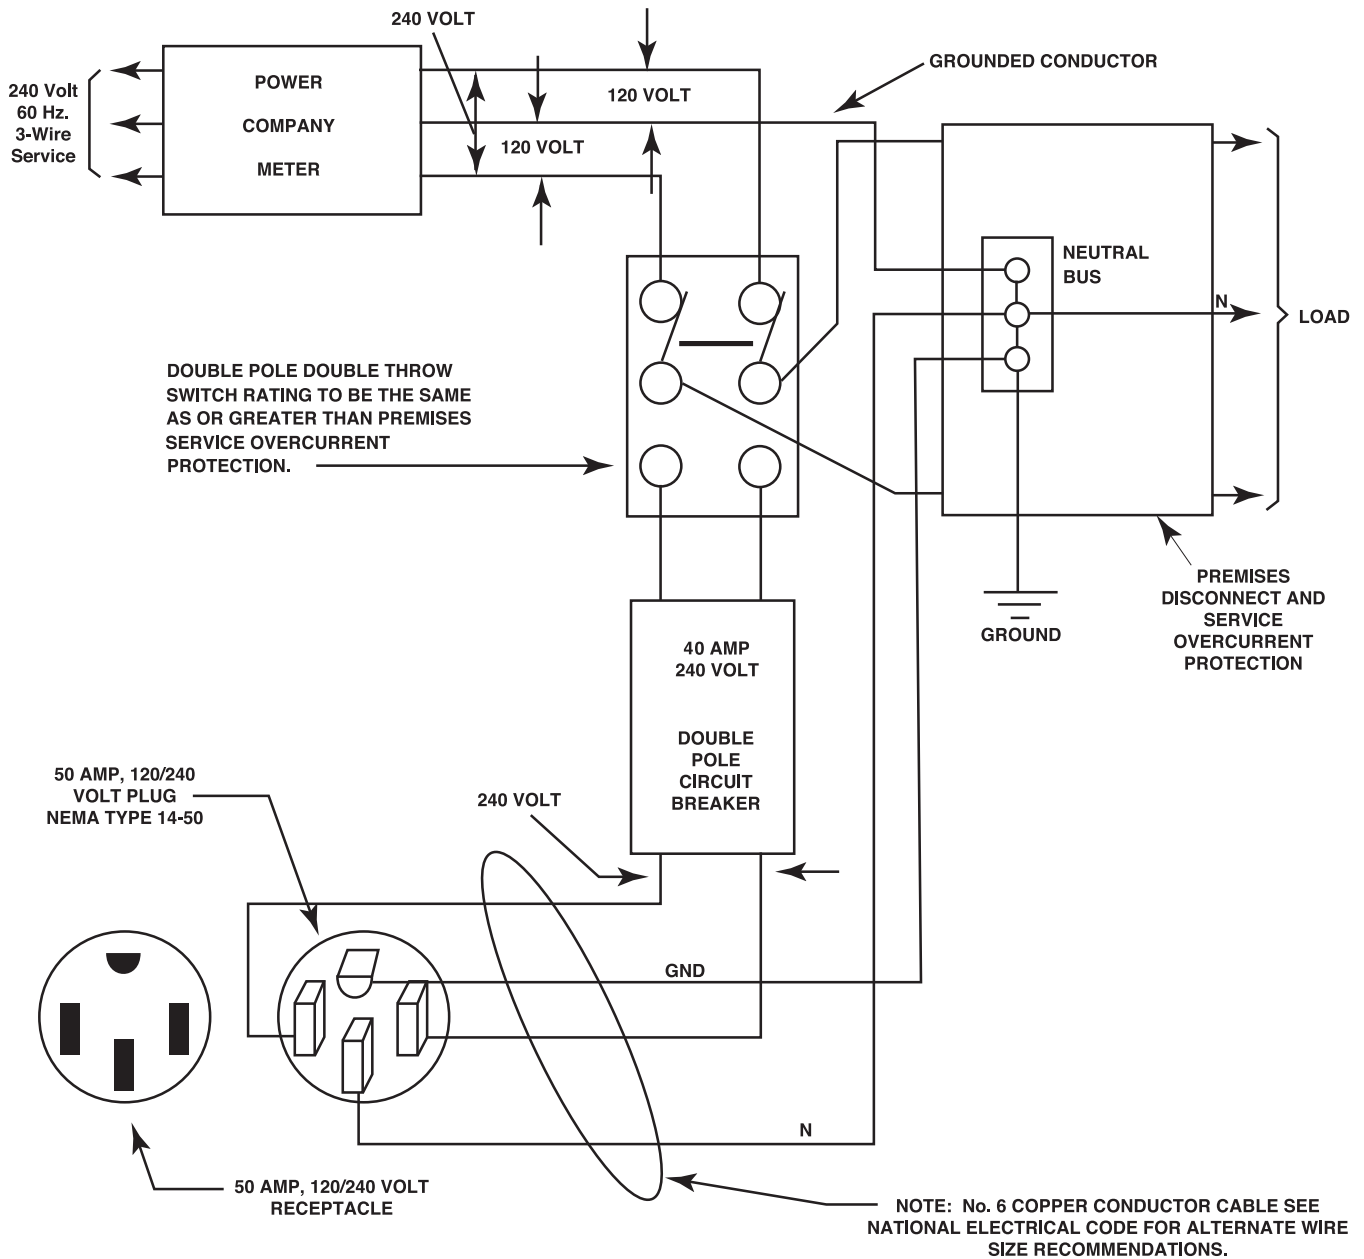 240 VOLT
GROUNDED CONDUCTOR
240 Volt
60 Hz.
3-Wire
Service
POWER
COMPANY
METER
120 VOLT
120 VOLT
NEUTRAL
BUS
N
LOAD
DOUBLE POLE DOUBLE THROW
SWITCH RATING TO BE THE SAME
AS OR GREATER THAN PREMISES
SERVICE OVERCURRENT
PROTECTION.
GROUND
PREMISES
DISCONNECT AND
SERVICE
OVERCURRENT
PROTECTION
40 AMP
240 VOLT
DOUBLE
POLE
CIRCUIT
BREAKER
50 AMP, 120/240
VOLT PLUG
NEMA TYPE 14-50
240 VOLT
GND
N
50 AMP, 120/240 VOLT
RECEPTACLE
NOTE: No. 6 COPPER CONDUCTOR CABLE SEE
NATIONAL ELECTRICAL CODE FOR ALTERNATE WIRE
SIZE RECOMMENDATIONS.